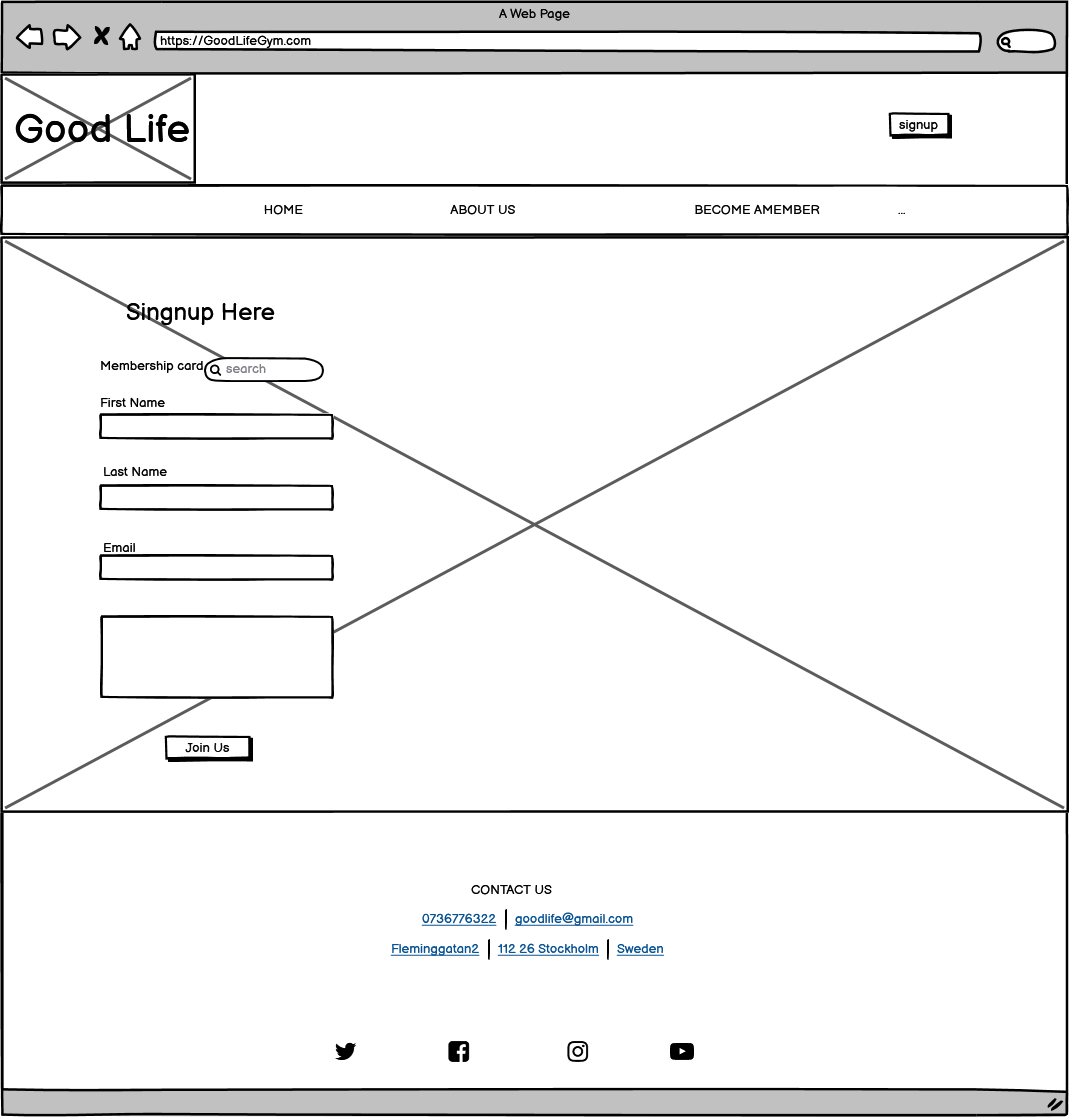 A Web Page
https://GoodLifeGym.com
Good Life
signup
HOME ABOUT US BECOME AMEMBER ...
Singnup Here
Membership card search
First Name
Last Name
Email
Join Us
CONTACT US
0736776322 | goodlife@gmail.com
Fleminggatan2 | 112 26 Stockholm | Sweden